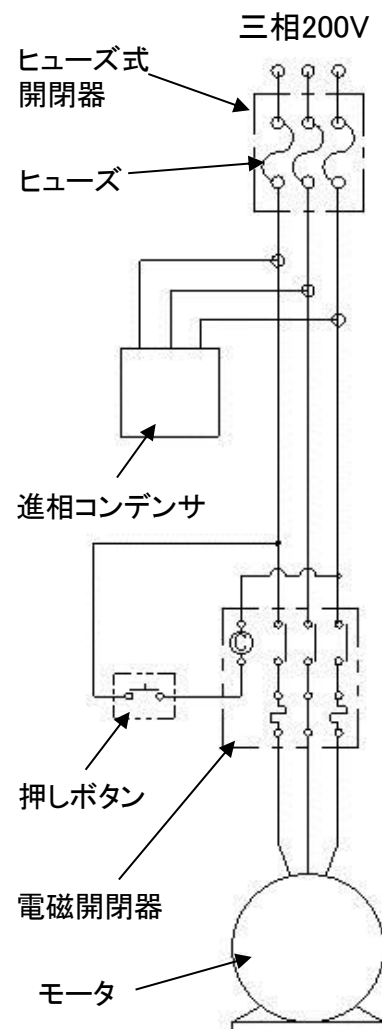 三相200V
ヒューズ式
開閉器
ヒューズ
進相コンデンサ
C
押しボタン
電磁開閉器
モータ